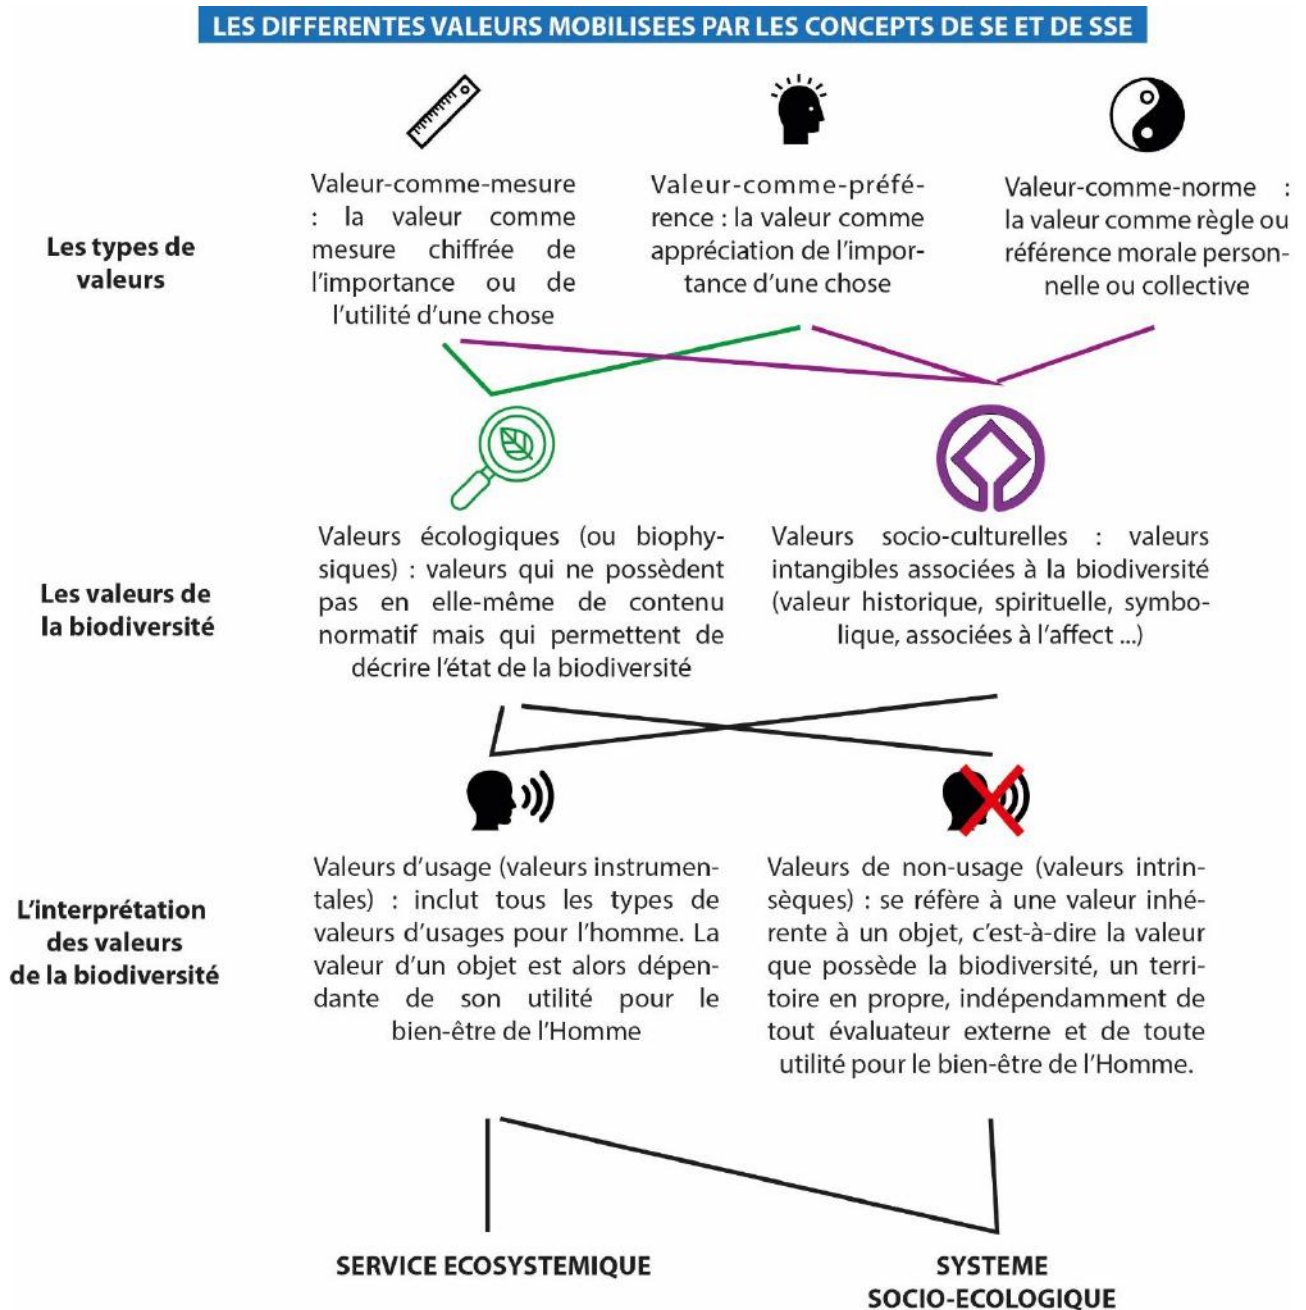 LES DIFFERENTES VALEURS MOBILISEES PAR LES CONCEPTS DE SE ET DE SSE
Les types de
valeurs
Valeur-comme-mesure
: la valeur comme
mesure chiffrée de
l'importance ou de
l'utilité d'une chose
Valeur-comme-préfé-
rence : la valeur comme
appréciation de l'impor-
tance d'une chose
Valeur-comme-norme :
la valeur comme règle ou
référence morale person-
nelle ou collective
Les valeurs de
la biodiversité
Valeurs écologiques (ou biophy-
siques) : valeurs qui ne possèdent
pas en elle-même de contenu
normatif mais qui permettent de
décrire l'état de la biodiversité
Valeurs socio-culturelles : valeurs
intangibles associées à la biodiversité
(valeur historique, spirituelle, symbo-
lique, associées à l'affect ...)
L'interprétation
des valeurs
de la biodiversité
Valeurs d'usage (valeurs instrumen-
tales) : inclut tous les types de
valeurs d'usages pour l'homme. La
valeur d'un objet est alors dépen-
dante de son utilité pour le
bien-être de l'Homme
Valeurs de non-usage (valeurs intrin-
sèques) : se réfère à une valeur inhé-
rente à un objet, c'est-à-dire la valeur
que possède la biodiversité, un terri-
toire en propre, indépendamment de
tout évaluateur externe et de toute
utilité pour le bien-être de l'Homme.
SERVICE ECOSYSTEMIQUE
SYSTEME
SOCIO-ECOLOGIQUE